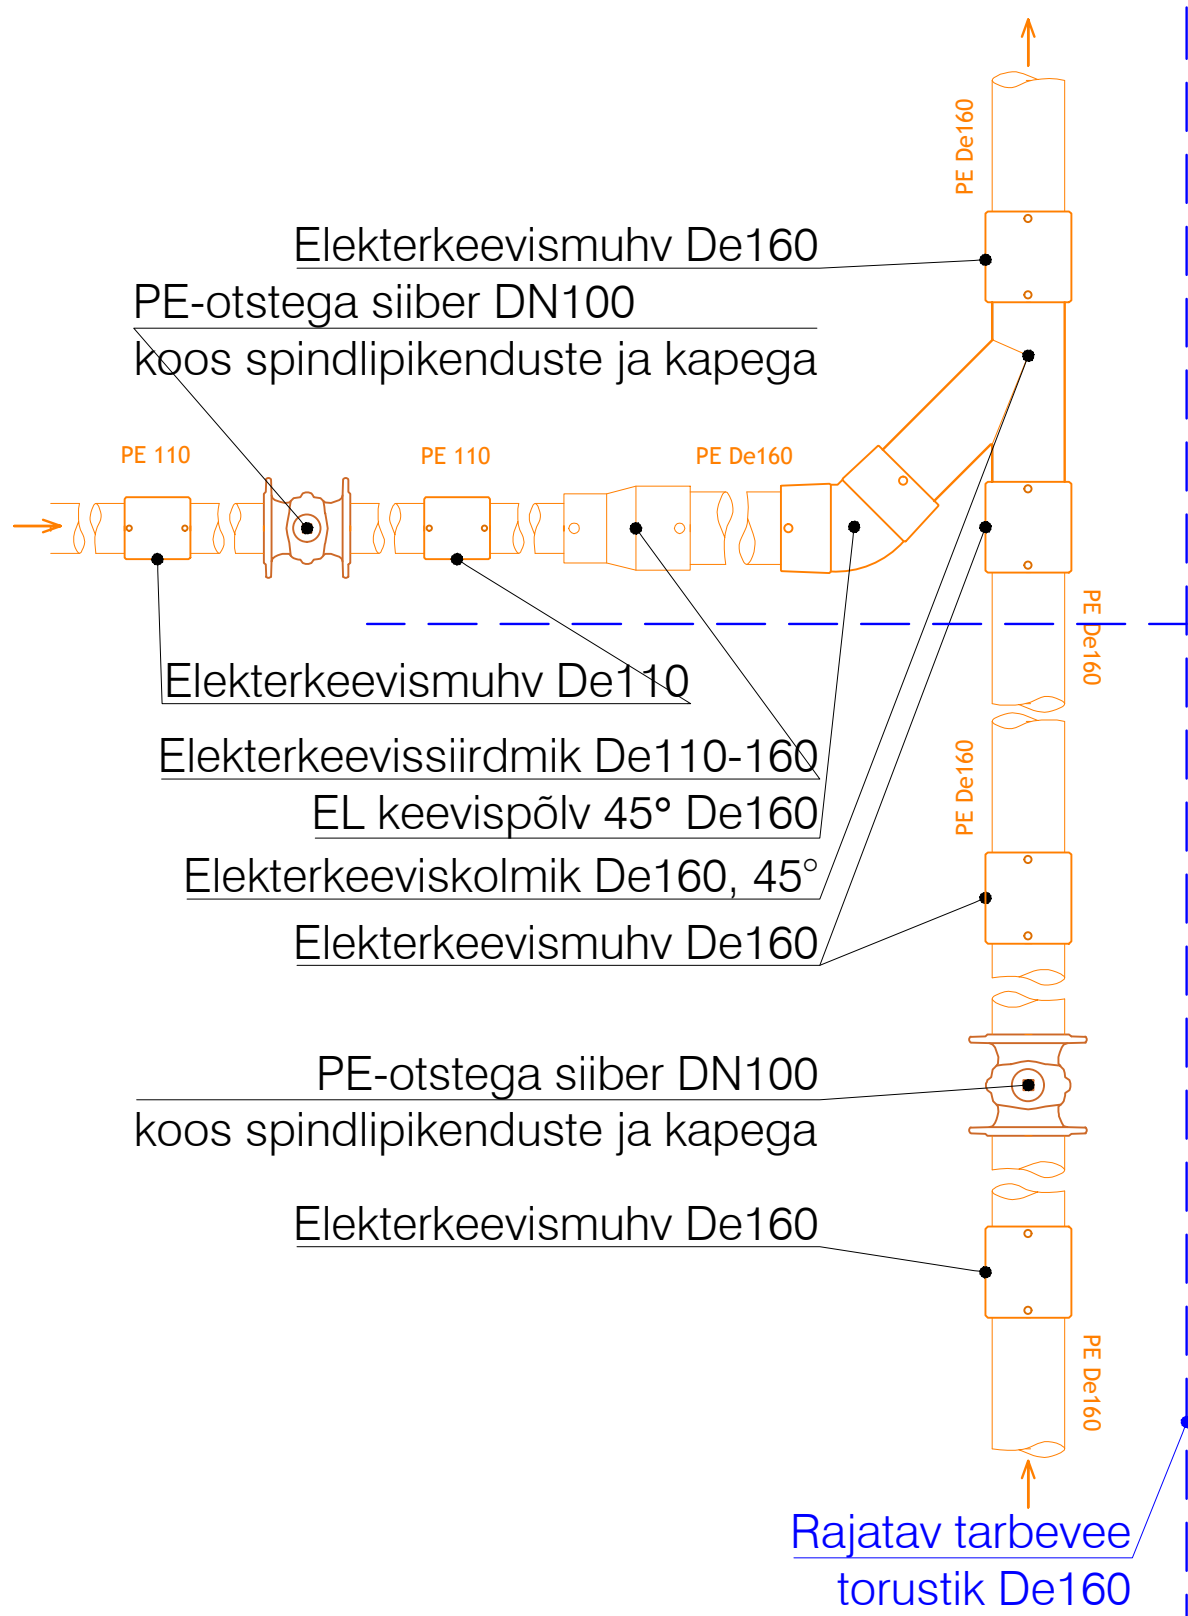 PE De160
Elekterkeevismuhv De160
PE-otstega siiber DN100
koos spindlipikenduste ja kapega
PE 110
PE 110
PE De160
PE De160
Elekterkeevismuhv De110
Elekterkeevissiirdmik De110-160
PE De160
EL keevispõlv 45° De160
Elekterkeeviskolmik De160, 45°
Elekterkeevismuhv De160
PE-otstega siiber DN100
koos spindlipikenduste ja kapega
Elekterkeevismuhv De160
PE De160
Rajatav tarbevee
torustik De160